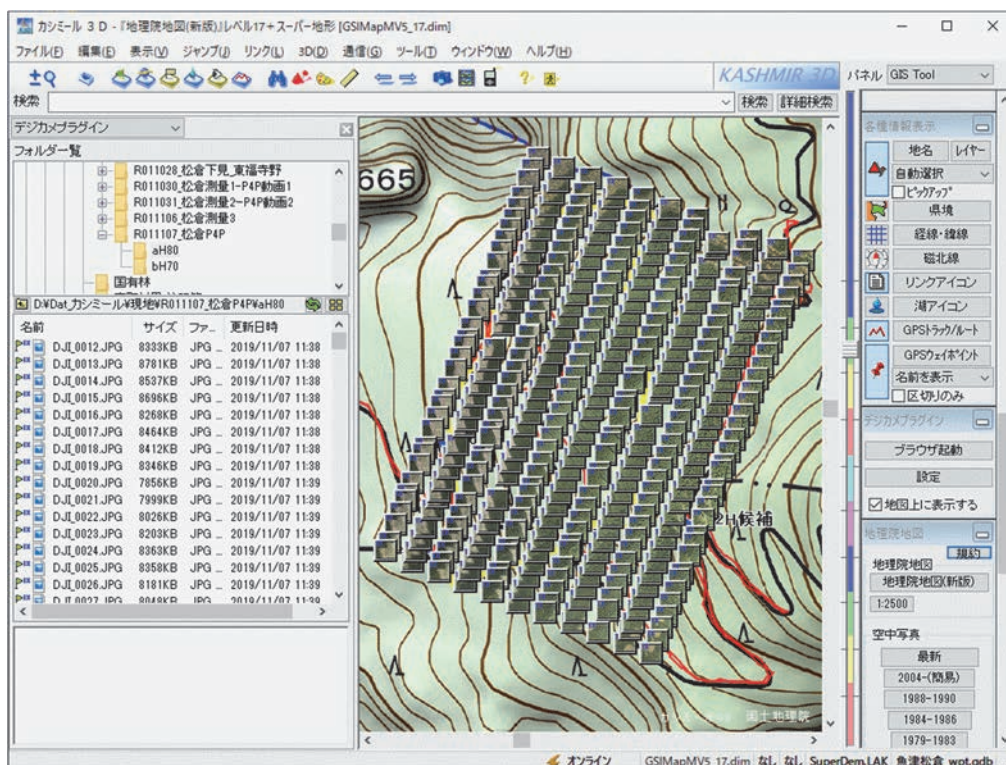 カシミール 3D -『地理院地図(新版)』レベル17+スーパー地形 [GSIMapMV5_17.dim]
ファイル(F) 編集(E) 表示(V) ジャンプ(J) リンク(L) 3D(D) 通信(G) ツール(T) ウィンドウ(W) ヘルプ(H)
KASHMIR 3D
パネル GIS Tool
検索 検索 詳細検索
デジカメプラグイン
フォルダ一覧
R011028_松倉下見_東福寺野
R011030_松倉測量1-P4P動画1
R011031_松倉測量2-P4P動画2
R011106_松倉測量3
R011107_松倉P4P
aH80
bH70
国有林
D:¥Dat_カシミール¥現地¥R011107_松倉P4P¥aH80
名前 サイズ ファ... 更新日時
DJI_0012.JPG 8333KB JPG ... 2019/11/07 11:38
DJI_0013.JPG 8781KB JPG ... 2019/11/07 11:38
DJI_0014.JPG 8537KB JPG ... 2019/11/07 11:38
DJI_0015.JPG 8696KB JPG ... 2019/11/07 11:38
DJI_0016.JPG 8268KB JPG ... 2019/11/07 11:38
DJI_0017.JPG 8464KB JPG ... 2019/11/07 11:38
DJI_0018.JPG 8412KB JPG ... 2019/11/07 11:38
DJI_0019.JPG 8346KB JPG ... 2019/11/07 11:38
DJI_0020.JPG 7856KB JPG ... 2019/11/07 11:39
DJI_0021.JPG 7999KB JPG ... 2019/11/07 11:39
DJI_0022.JPG 8026KB JPG ... 2019/11/07 11:39
DJI_0023.JPG 8203KB JPG ... 2019/11/07 11:39
DJI_0024.JPG 8363KB JPG ... 2019/11/07 11:39
DJI_0025.JPG 8358KB JPG ... 2019/11/07 11:39
DJI_0026.JPG 8181KB JPG ... 2019/11/07 11:39
DJI_0027.JPG 8048KB JPG ... 2019/11/07 11:39
665
2H候補
国土地理院
各種情報表示
地名 レイヤー
自動選択
ピックアップ
県境
経線・緯線
磁北線
リンクアイコン
湖アイコン
GPSトラック/ルート
GPSウェイポイント
名前を表示
区切りのみ
デジカメプラグイン
ブラウザ起動
設定
地図上に表示する
地理院地図
規約
地理院地図
地理院地図(新版)
1:2500
空中写真
最新
2004-(簡易)
1988-1990
1984-1986
1979-1983
オンライン GSIMapMV5_17.dim なし なし SuperDem.LAK 魚津松倉_wpt.gdb